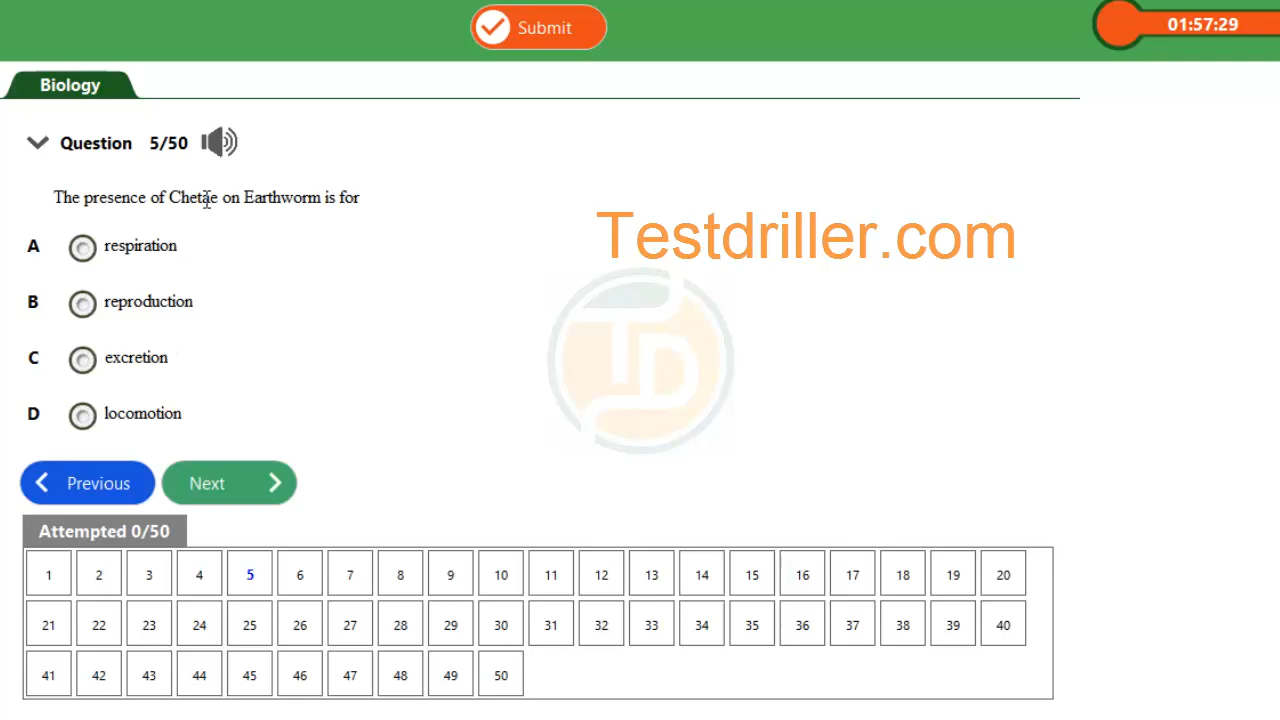 Submit
01:57:29
Biology
Question 5/50
The presence of Chetae on Earthworm is for
Testdriller.com
A respiration
B reproduction
TD
C excretion
D locomotion
Previous Next
Attempted 0/50
1 2 3 4 5 6 7 8 9 10 11 12 13 14 15 16 17 18 19 20
21 22 23 24 25 26 27 28 29 30 31 32 33 34 35 36 37 38 39 40
41 42 43 44 45 46 47 48 49 50